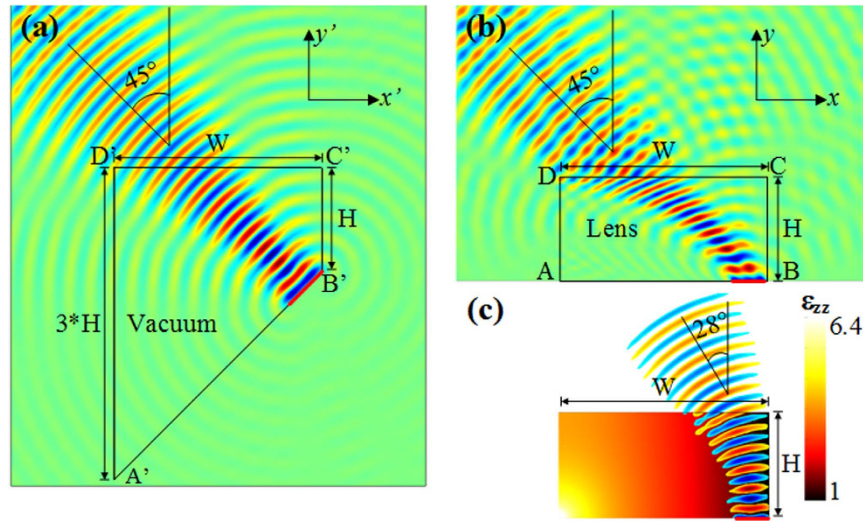 (a)
y'
x'
45°
D'
W
C'
H
B'
3*H
Vacuum
A'
(b)
y
x
45°
W
D
C
Lens
H
A
B
(c)
28°
W
H
εzz
6.4
1